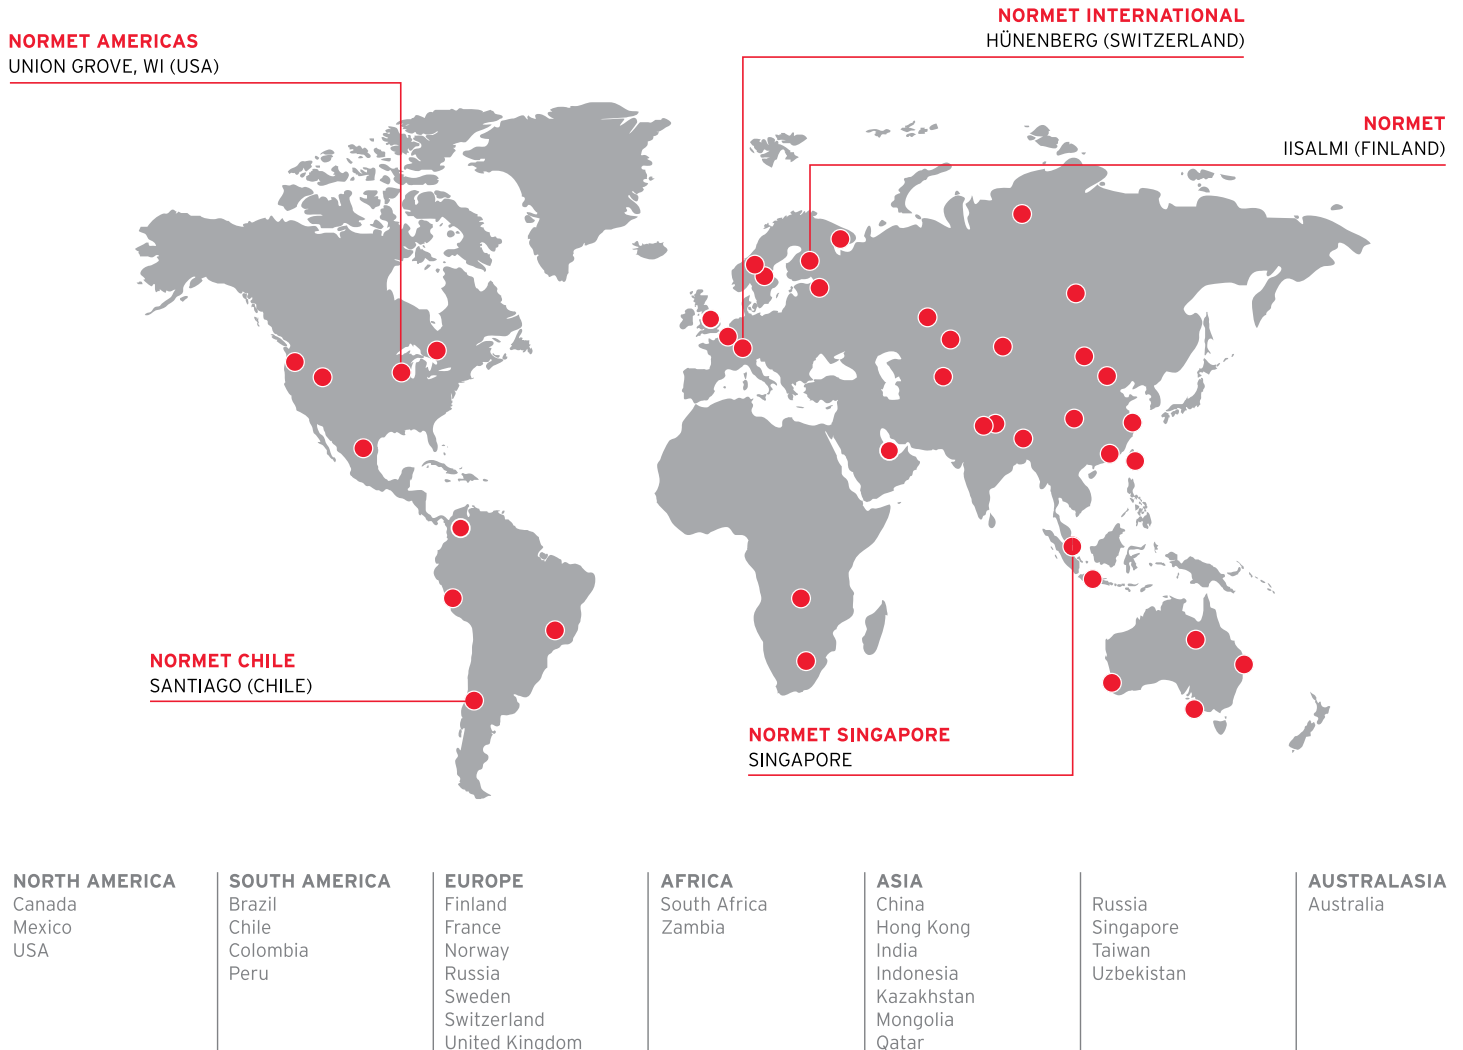 NORMET INTERNATIONAL
HÜNENBERG (SWITZERLAND)
NORMET AMERICAS
UNION GROVE, WI (USA)
NORMET
IISALMI (FINLAND)
NORMET CHILE
SANTIAGO (CHILE)
NORMET SINGAPORE
SINGAPORE
NORTH AMERICA
Canada
Mexico
USA
SOUTH AMERICA
Brazil
Chile
Colombia
Peru
EUROPE
Finland
France
Norway
Russia
Sweden
Switzerland
United Kingdom
AFRICA
South Africa
Zambia
ASIA
China
Hong Kong
India
Indonesia
Kazakhstan
Mongolia
Qatar
Russia
Singapore
Taiwan
Uzbekistan
AUSTRALASIA
Australia